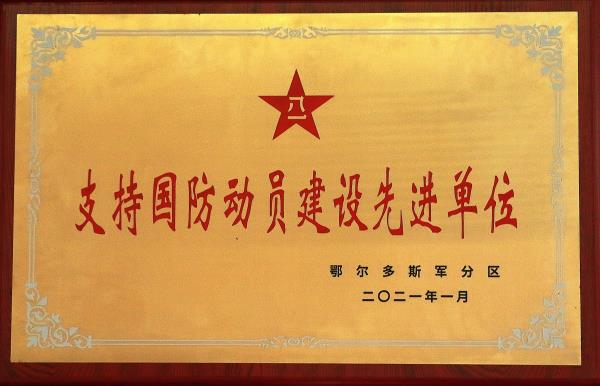 八一
支持国防动员建设先进单位
鄂尔多斯军分区
二〇二一年一月